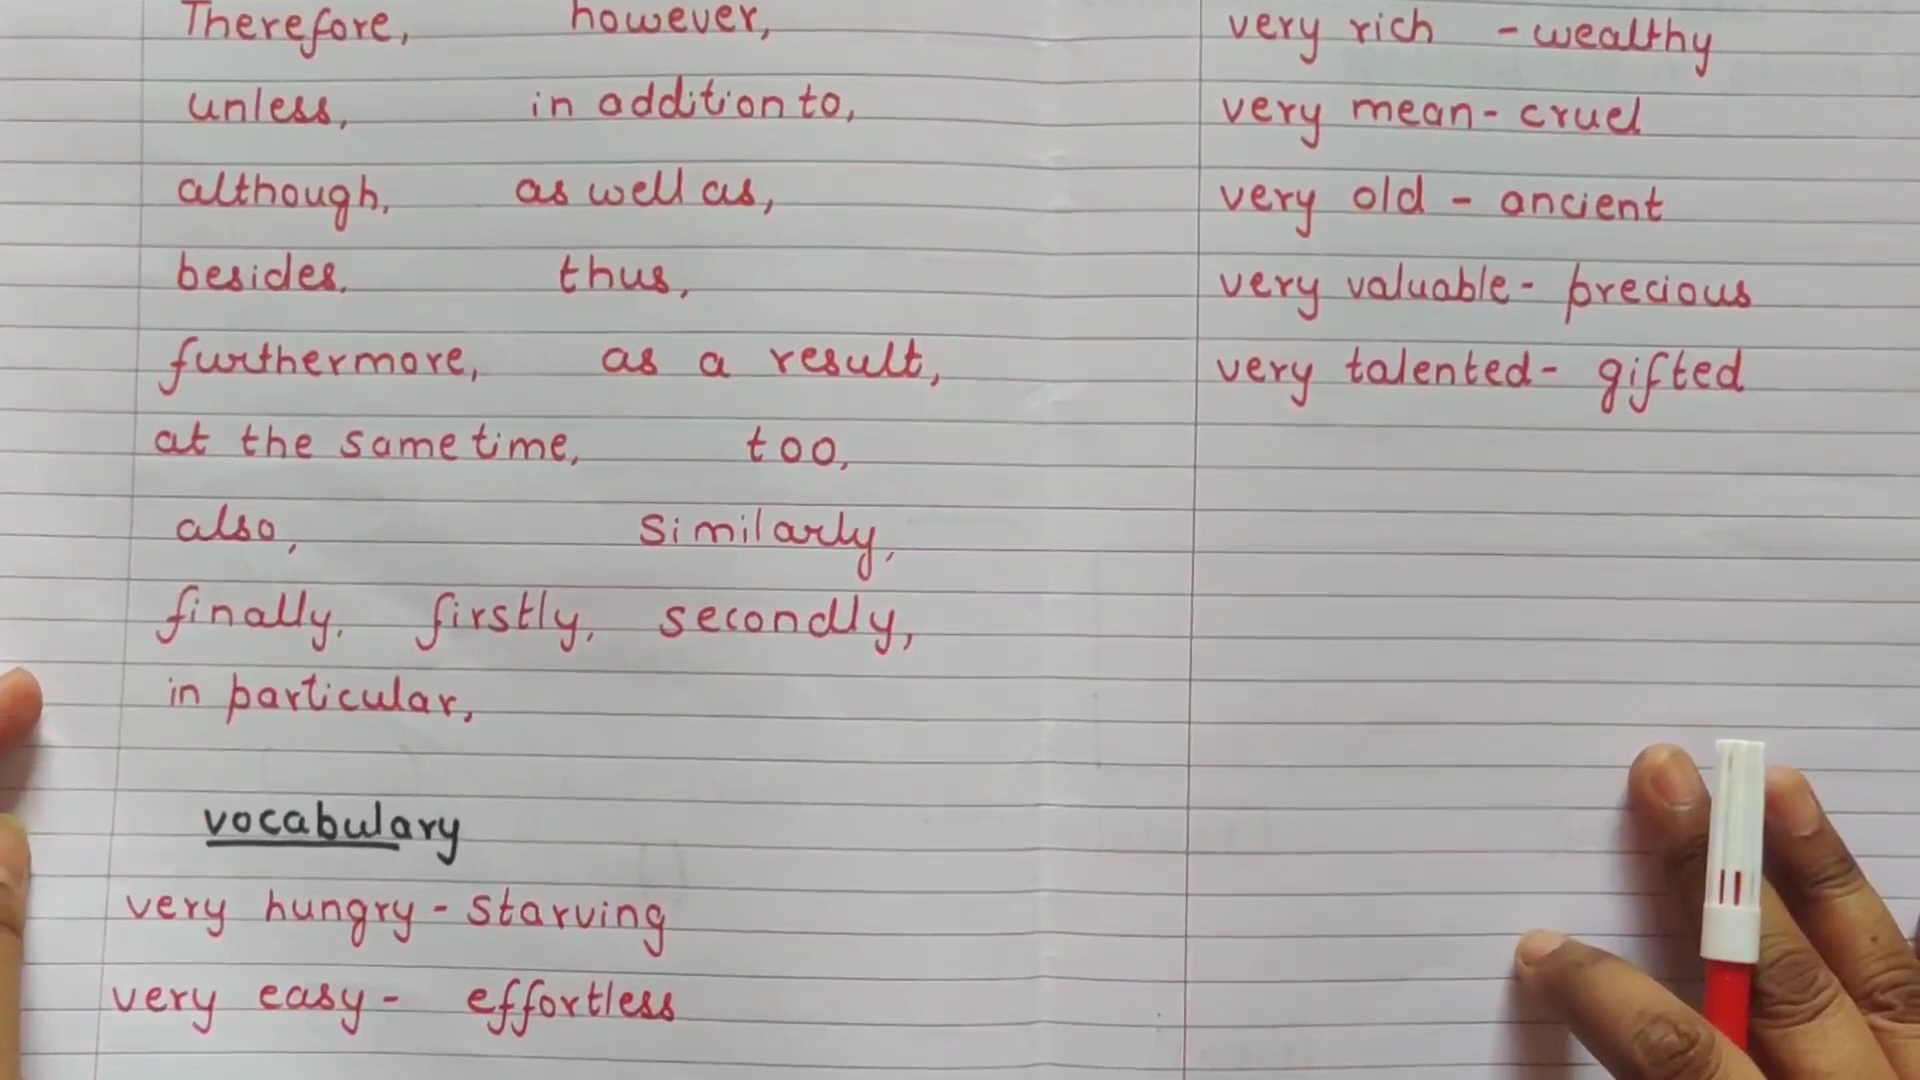 Therefore, however,
unless, in addition to,
although, as well as,
besides, thus,
furthermore, as a result,
at the same time, too,
also, Similarly,
finally, firstly, secondly,
in particular,
vocabulary
very hungry - starving
very easy - effortless
very rich - wealthy
very mean - cruel
very old - ancient
very valuable - precious
very talented - gifted